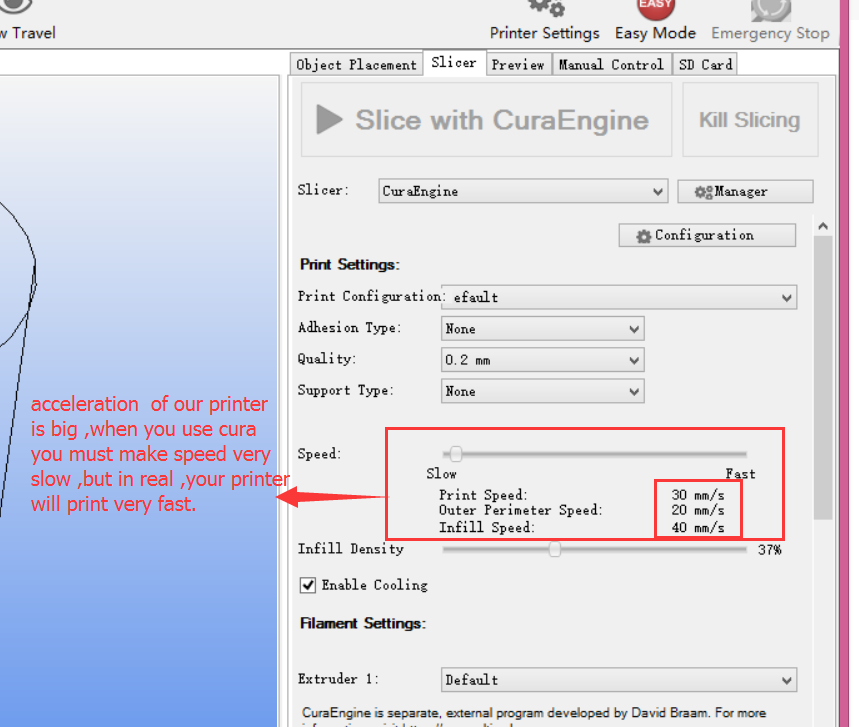 EASY
w Travel
Printer Settings Easy Mode Emergency Stop
Object Placement Slicer Preview Manual Control SD Card
Slice with CuraEngine Kill Slicing
Slicer: CuraEngine Manager
Configuration
Print Settings:
Print Configuration: efault
Adhesion Type: None
Quality: 0.2 mm
Support Type: None
acceleration of our printer
is big ,when you use cura
you must make speed very
slow ,but in real ,your printer
will print very fast.
Speed:
Slow Fast
Print Speed: 30 mm/s
Outer Perimeter Speed: 20 mm/s
Infill Speed: 40 mm/s
Infill Density 37%
Enable Cooling
Filament Settings:
Extruder 1: Default
CuraEngine is separate, external program developed by David Braam. For more